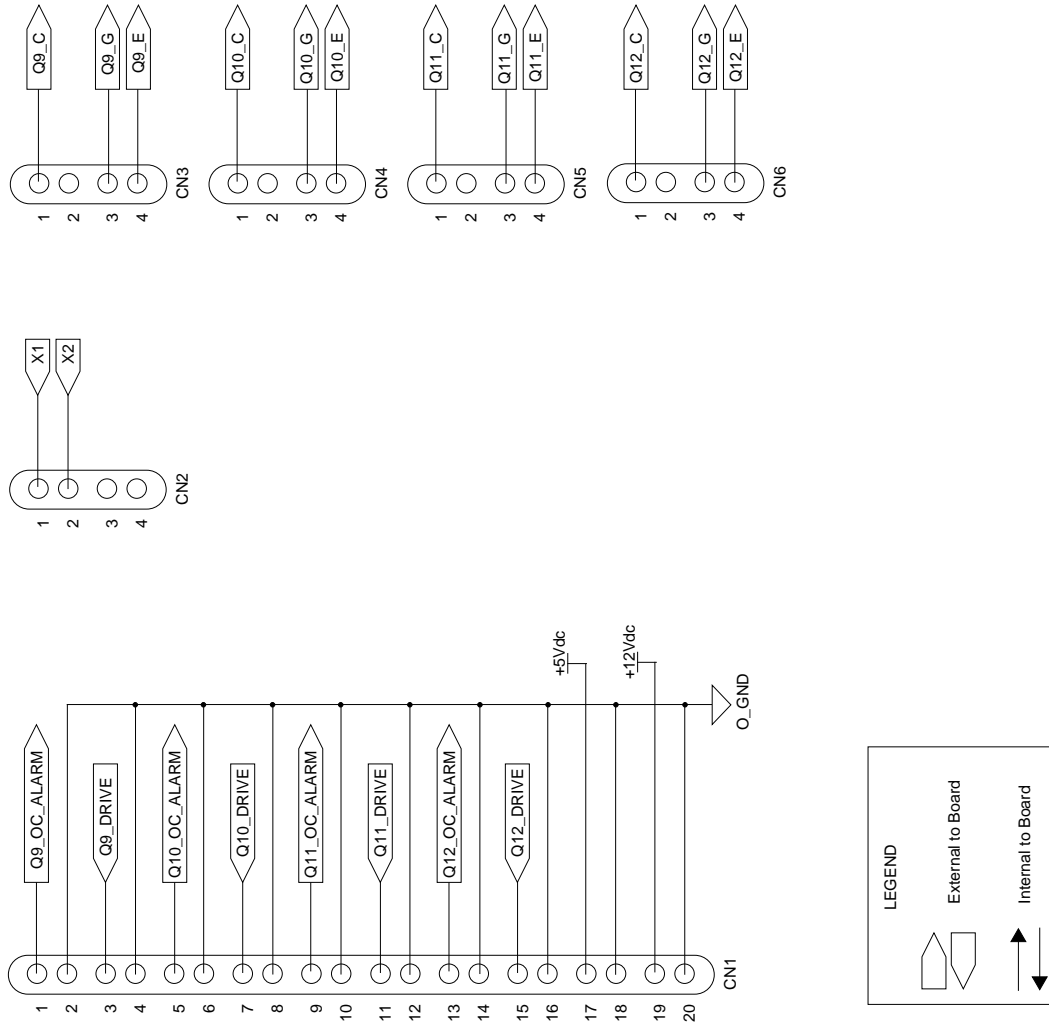 1
Q9_OC_ALARM
2
3
Q9_DRIVE
4
5
Q10_OC_ALARM
6
7
Q10_DRIVE
8
9
Q11_OC_ALARM
10
11
Q11_DRIVE
12
13
Q12_OC_ALARM
14
15
Q12_DRIVE
16
17
+5Vdc
18
19
+12Vdc
20
O_GND
CN1
1
X1
2
X2
3
4
CN2
1
Q9_C
2
3
Q9_G
4
Q9_E
CN3
1
Q10_C
2
3
Q10_G
4
Q10_E
CN4
1
Q11_C
2
3
Q11_G
4
Q11_E
CN5
1
Q12_C
2
3
Q12_G
4
Q12_E
CN6
LEGEND
External to Board
Internal to Board